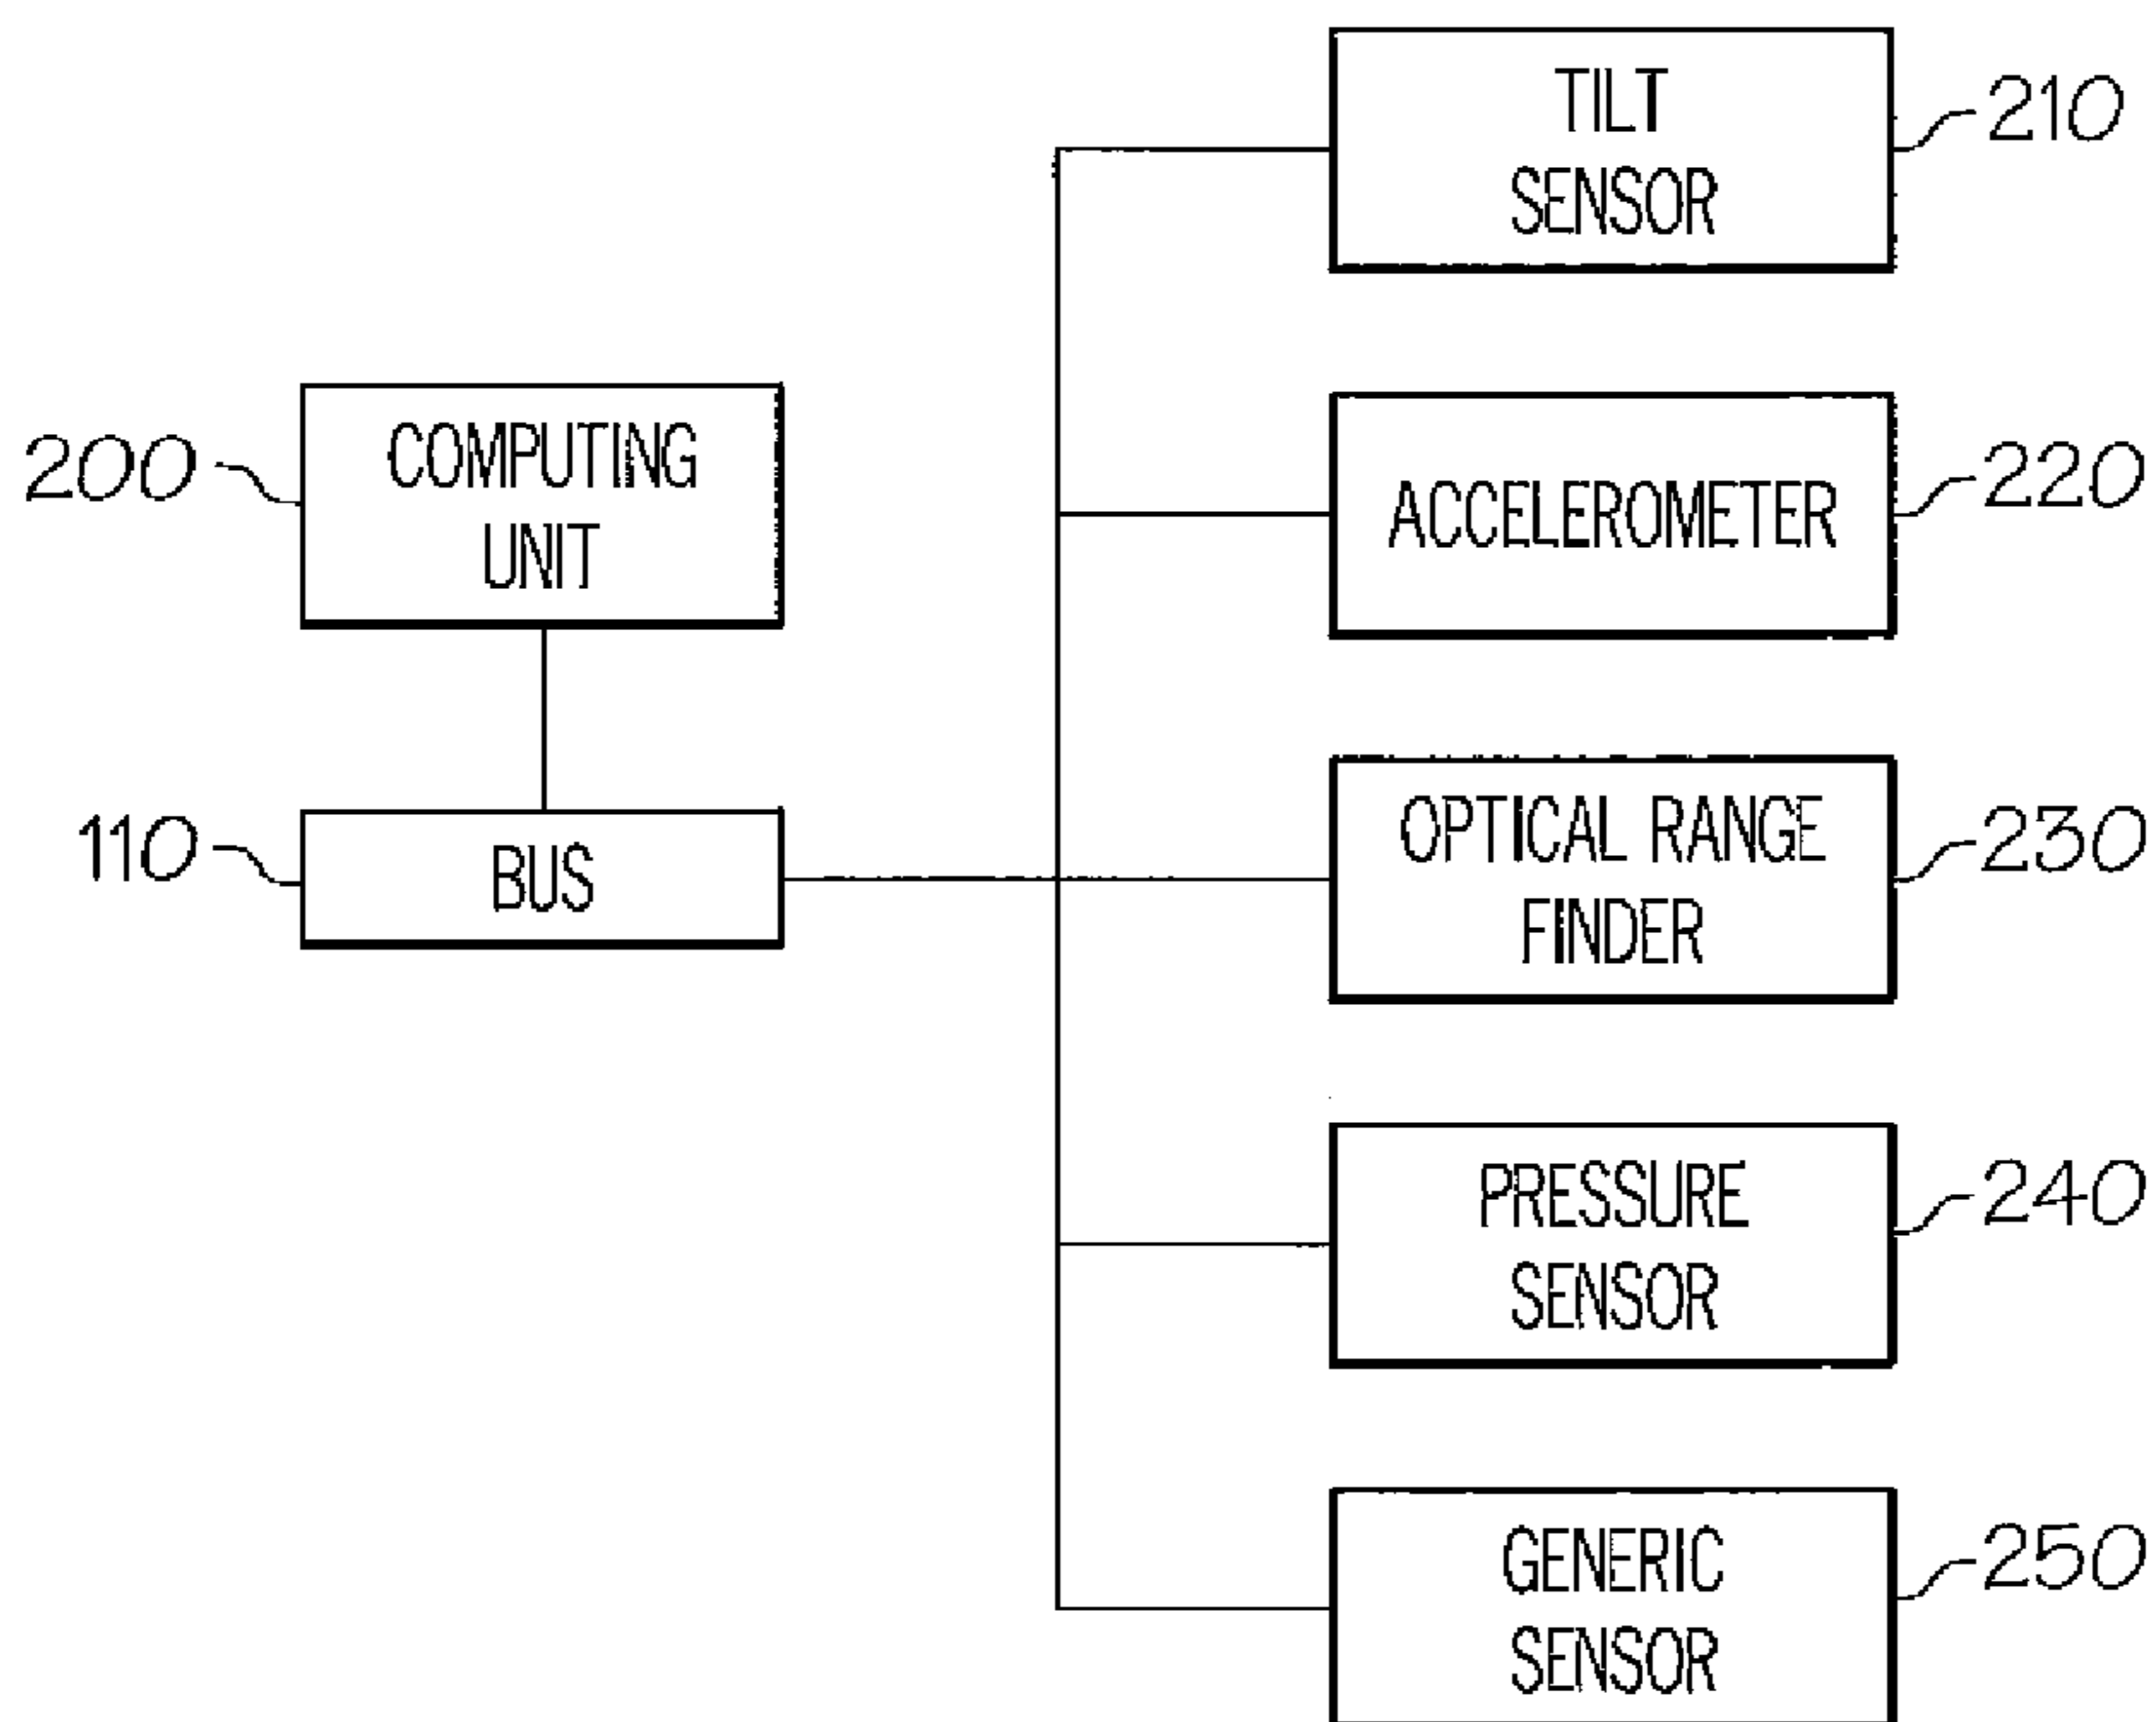 TILT
SENSOR
210
COMPUTING
UNIT
200
ACCELEROMETER
220
BUS
110
OPTICAL RANGE
FINDER
230
PRESSURE
SENSOR
240
GENERIC
SENSOR
250